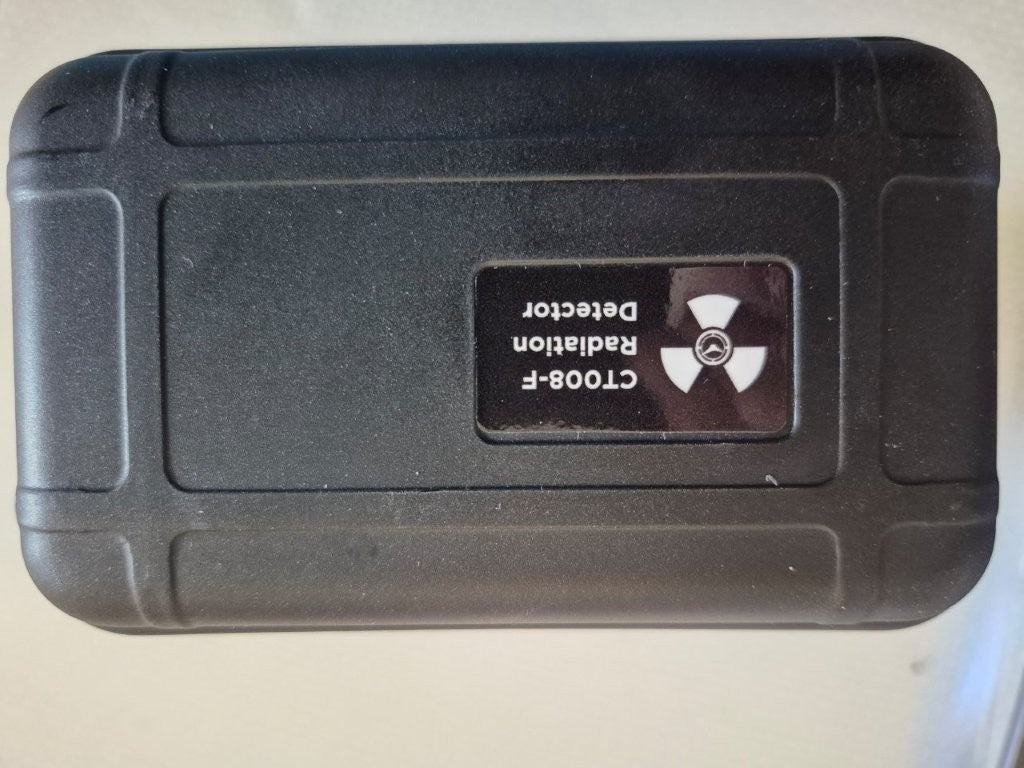 CT008-F
Radiation
Detector